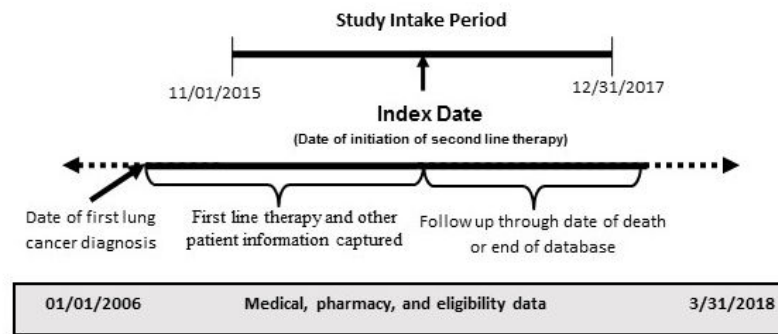 Study Intake Period
11/01/2015
12/31/2017
Index Date
(Date of initiation of second line therapy)
Date of first lung
cancer diagnosis
First line therapy and other
patient information captured
Follow up through date of death
or end of database
01/01/2006 Medical, pharmacy, and eligibility data 3/31/2018